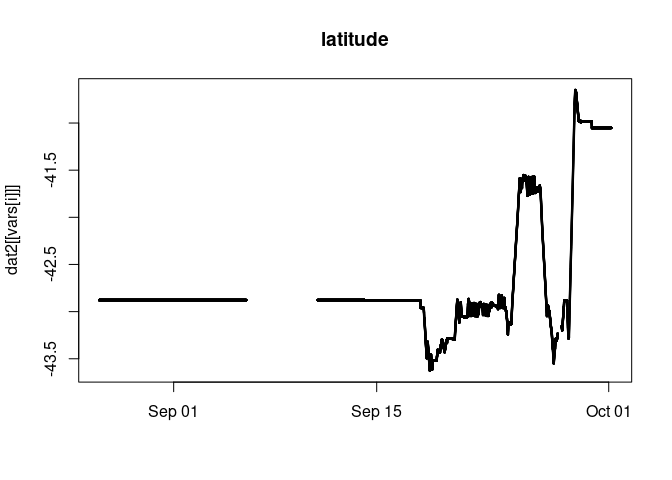 latitude
dat2[[vars[i]]]
-41.5
-42.5
-43.5
Sep 01
Sep 15
Oct 01